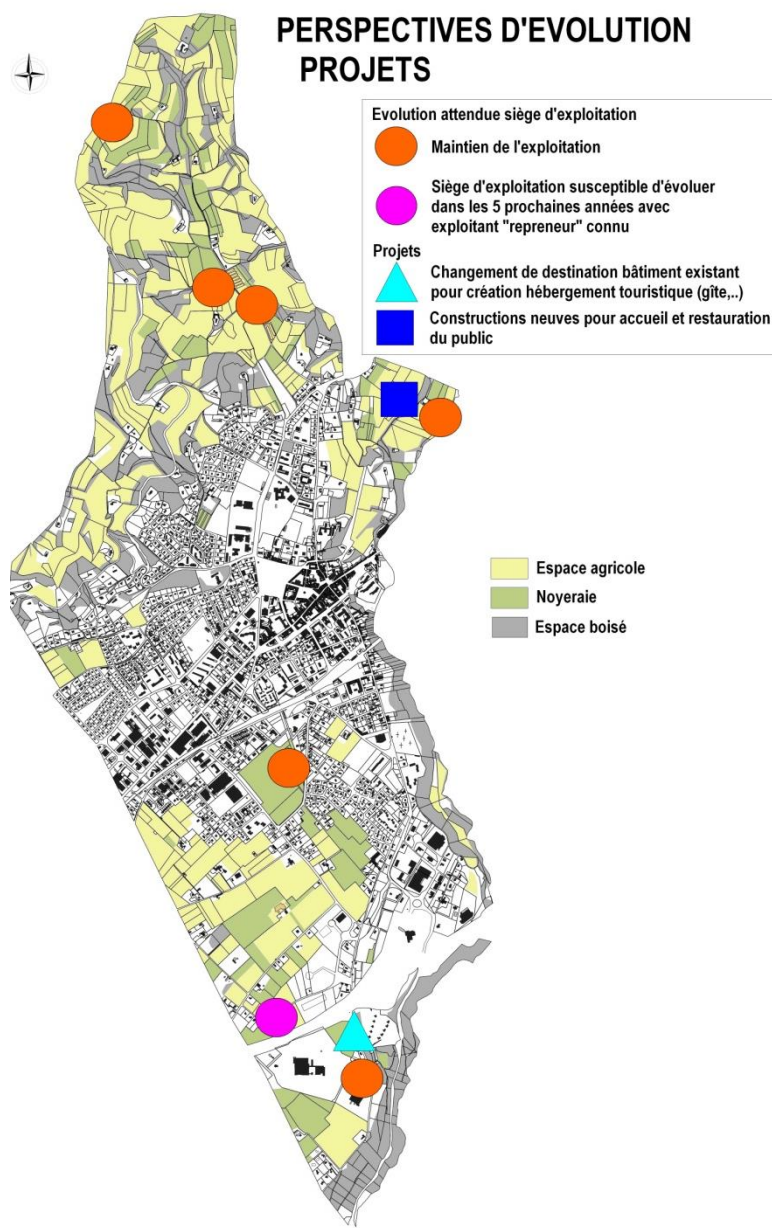 PERSPECTIVES D'EVOLUTION
PROJETS
Evolution attendue siège d'exploitation
Maintien de l'exploitation
Siège d'exploitation susceptible d'évoluer
dans les 5 prochaines années avec
exploitant "repreneur" connu
Projets
Changement de destination bâtiment existant
pour création hébergement touristique (gîte,..)
Constructions neuves pour accueil et restauration
du public
Espace agricole
Noyeraie
Espace boisé